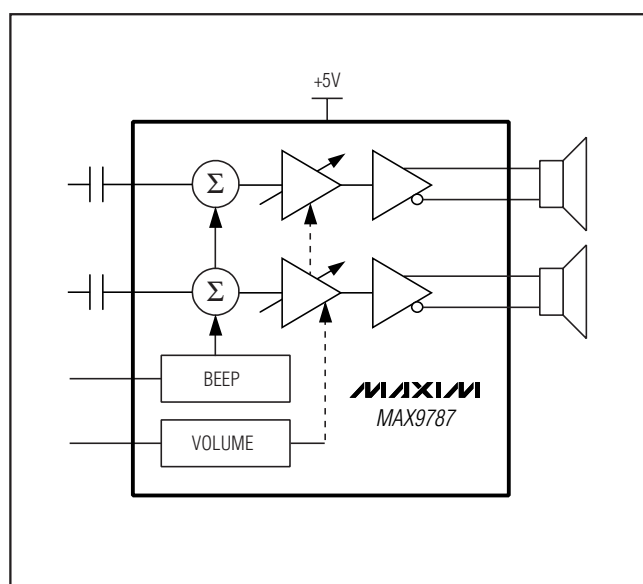 +5V
Σ
Σ
BEEP
VOLUME
MAXIM
MAX9787